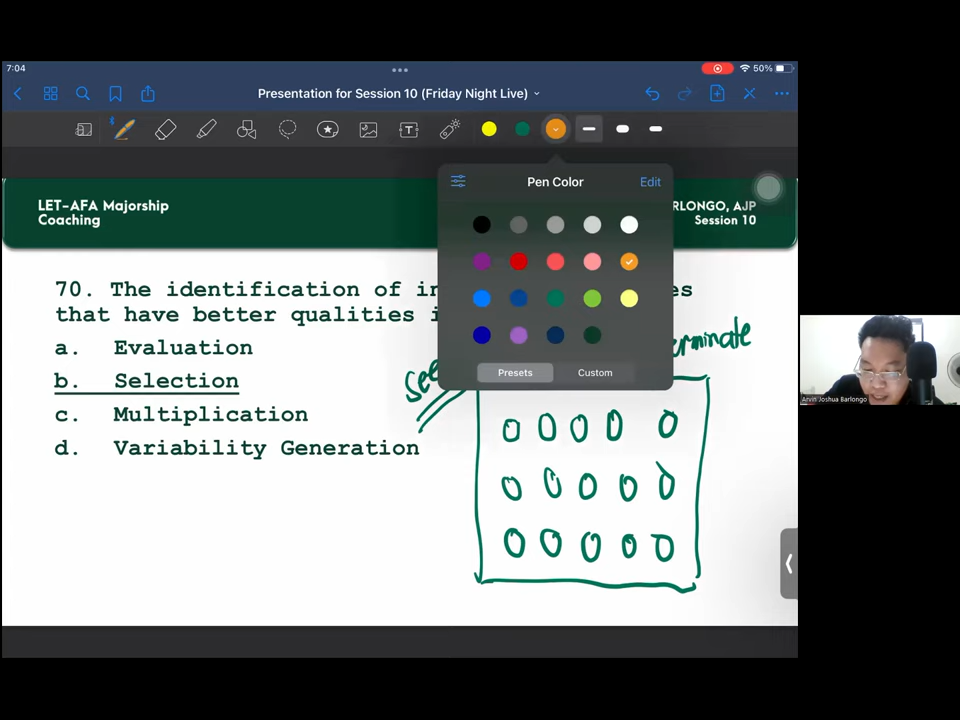 7:04
50%
Presentation for Session 10 (Friday Night Live)
T
Pen Color
Edit
LET-AFA Majorship
Coaching
RLONGO, AJP
Session 10
70. The identification of in
es
that have better qualities i
a. Evaluation
b. Selection
c. Multiplication
d. Variability Generation
See
erminate
Presets
Custom
Arvin Joshua Barlongo